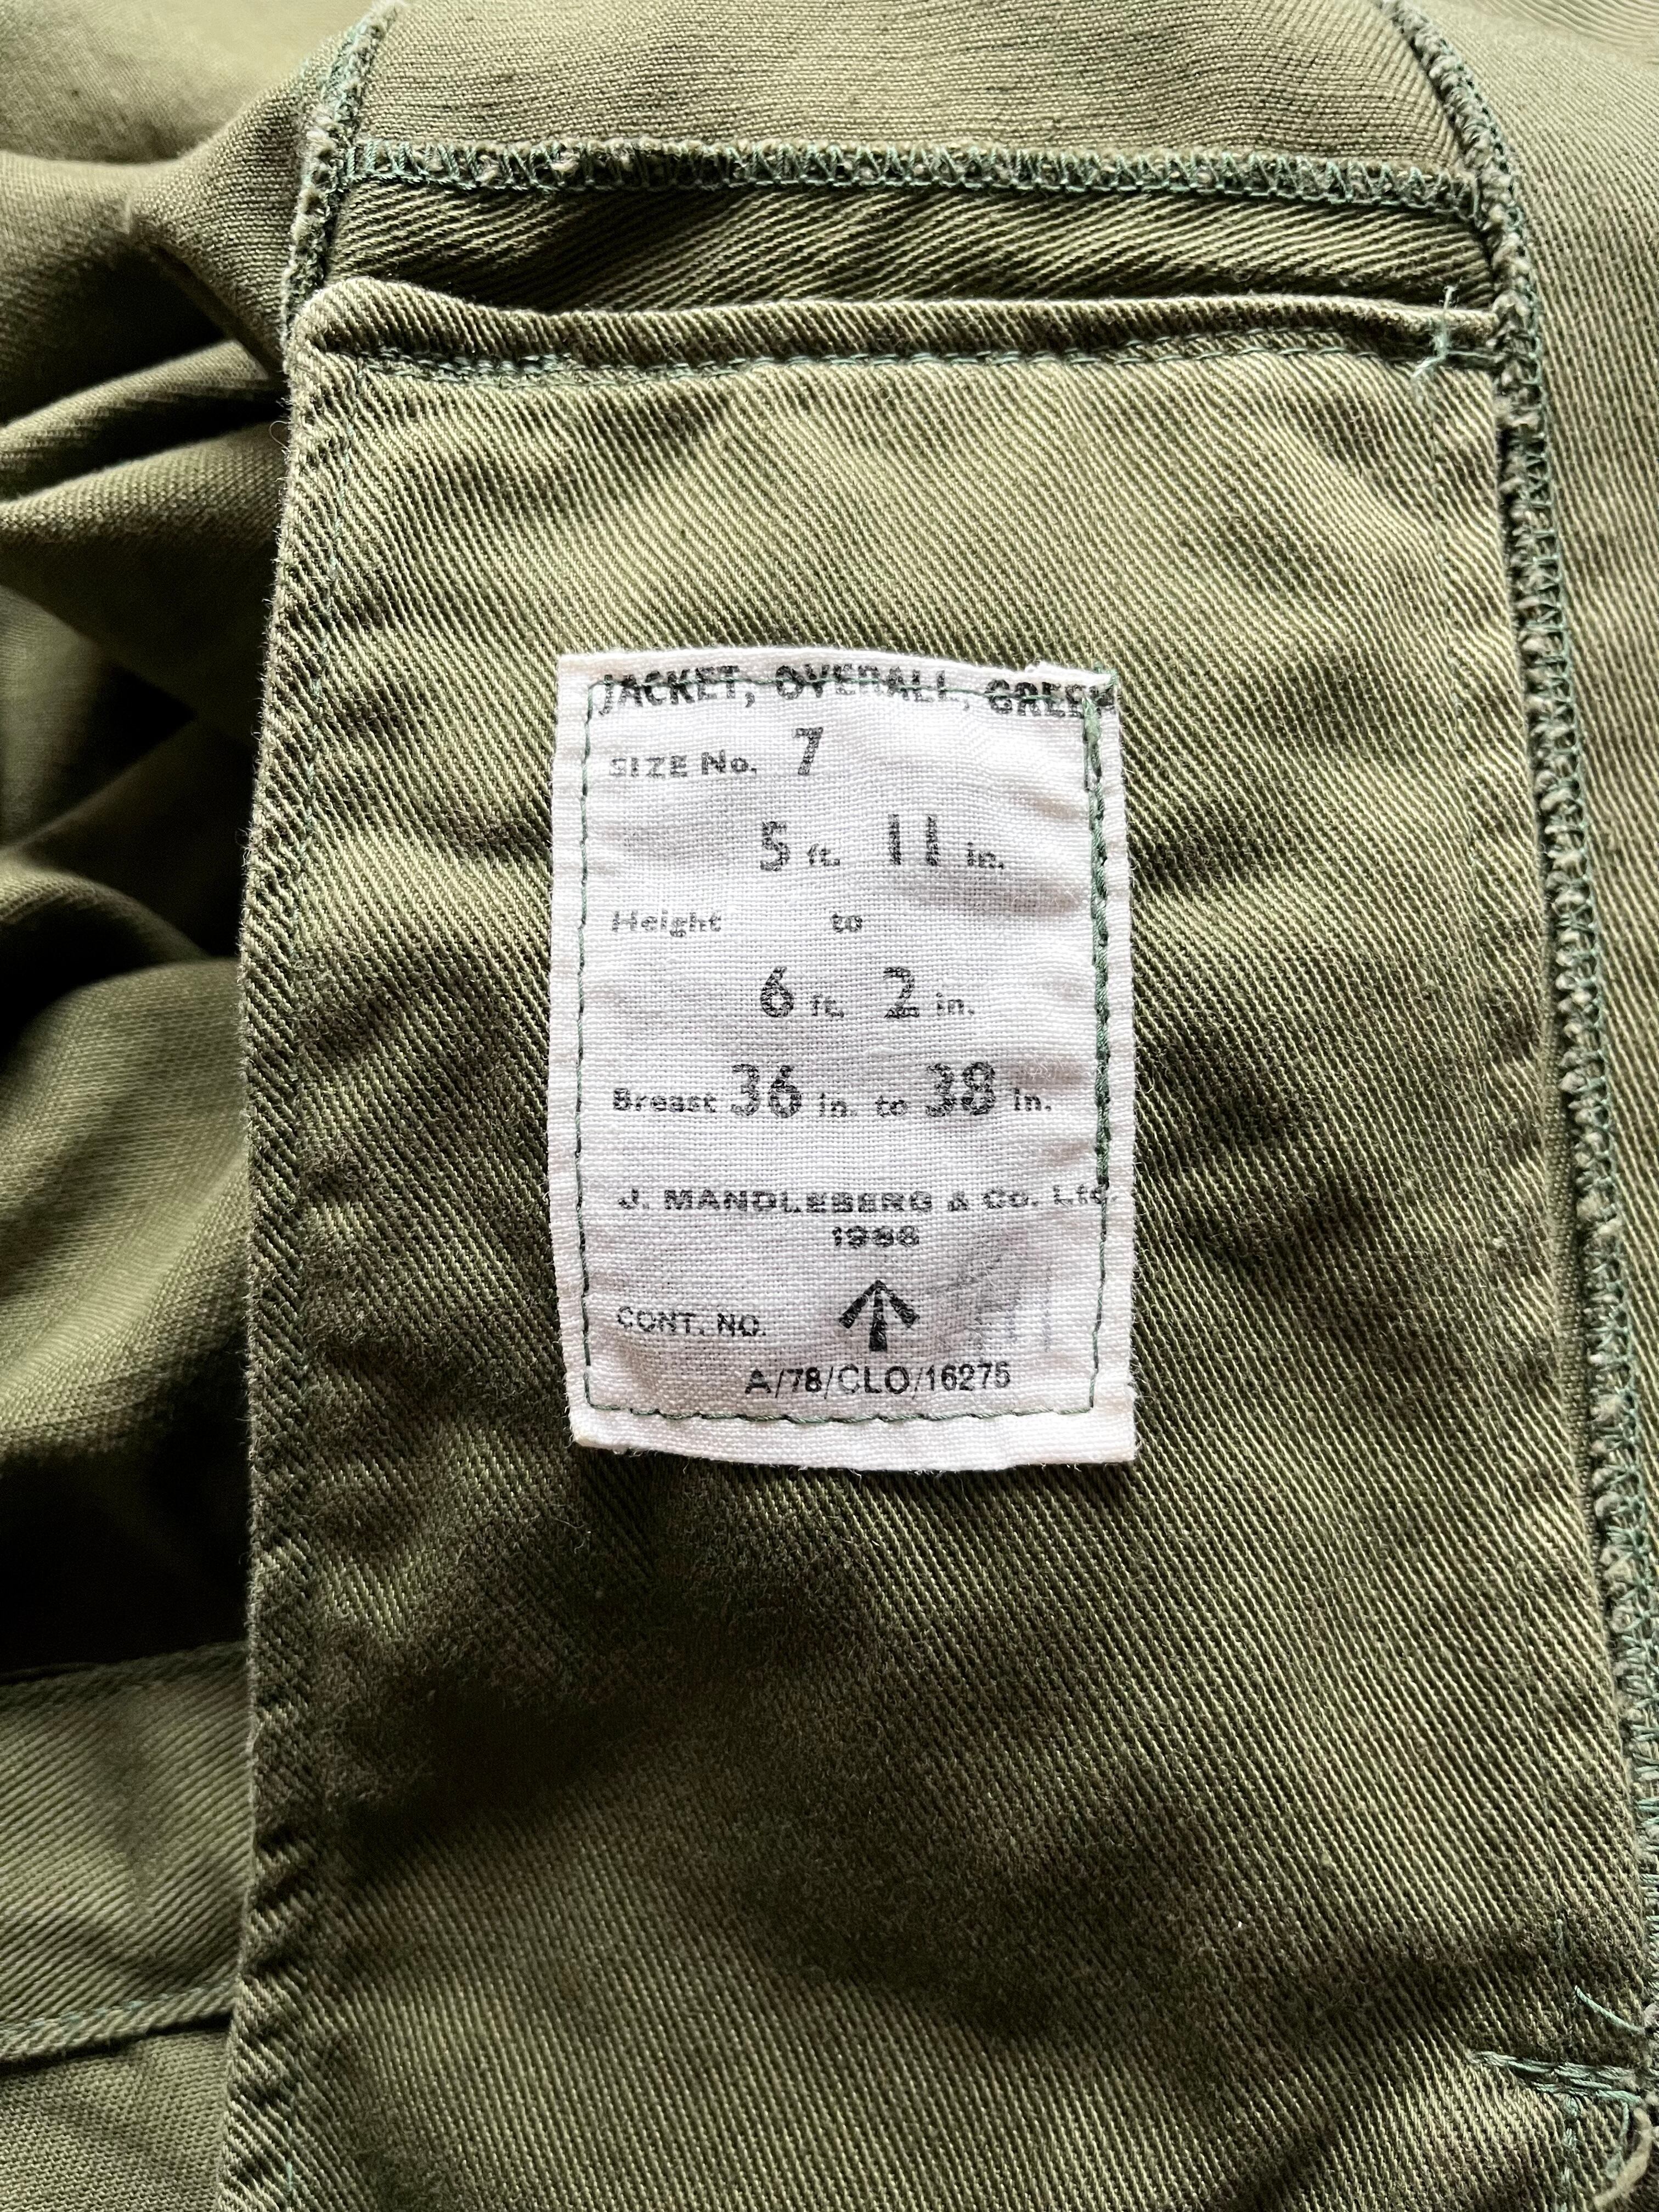 JACKET, OVERALL, GREEN
SIZE No. 7
5 ft. 11 in.
Height to
6 ft. 2 in.
Breast 36 in. to 38 in.
J. MANDLEBERG & Co. Ltd.
CONT. NO.
A/78/CLO/16275